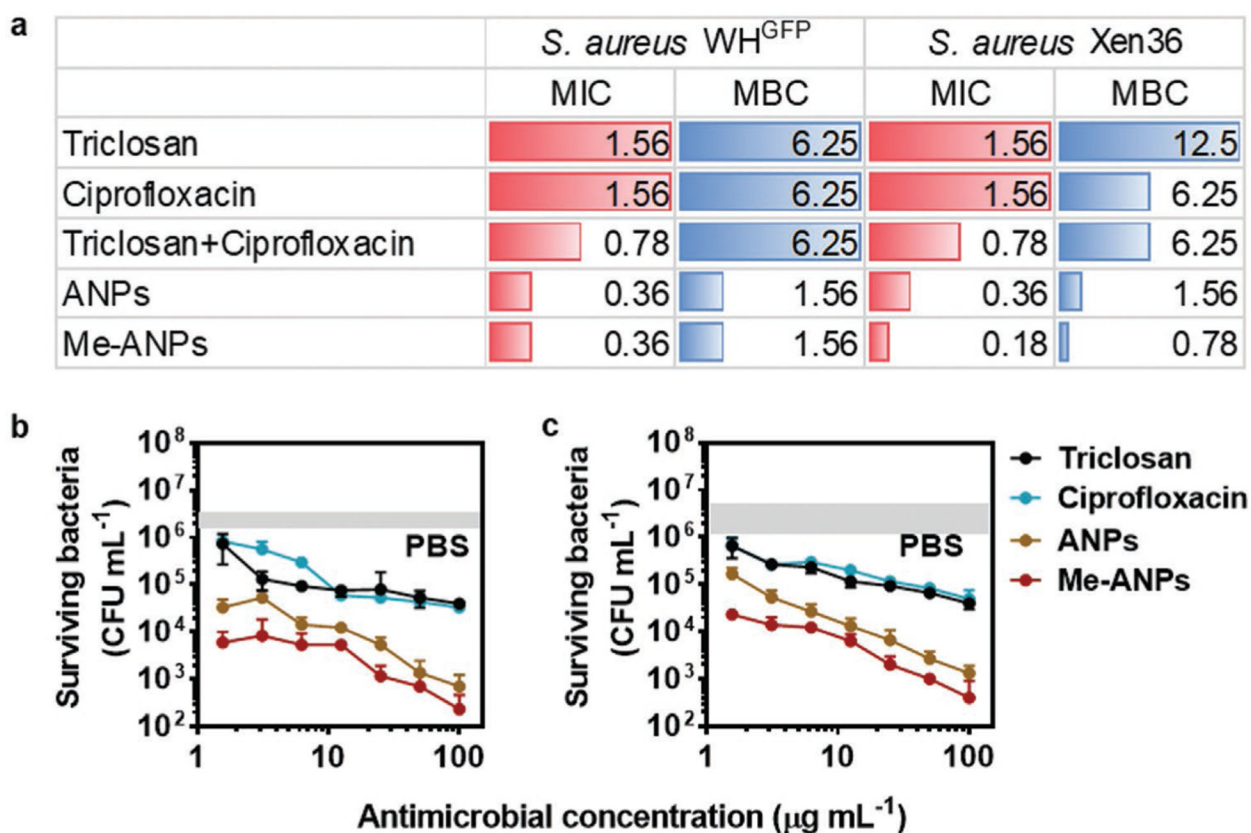 a
S. aureus WH^GFP S. aureus Xen36
MIC MBC MIC MBC
Triclosan 1.56 6.25 1.56 12.5
Ciprofloxacin 1.56 6.25 1.56 6.25
Triclosan+Ciprofloxacin 0.78 6.25 0.78 6.25
ANPs 0.36 1.56 0.36 1.56
Me-ANPs 0.36 1.56 0.18 0.78
b
Surviving bacteria
(CFU mL⁻¹)
10⁸
10⁷
10⁶
10⁵
10⁴
10³
10²
PBS
1 10 100
c
Surviving bacteria
(CFU mL⁻¹)
10⁸
10⁷
10⁶
10⁵
10⁴
10³
10²
PBS
1 10 100
Triclosan
Ciprofloxacin
ANPs
Me-ANPs
Antimicrobial concentration (μg mL⁻¹)